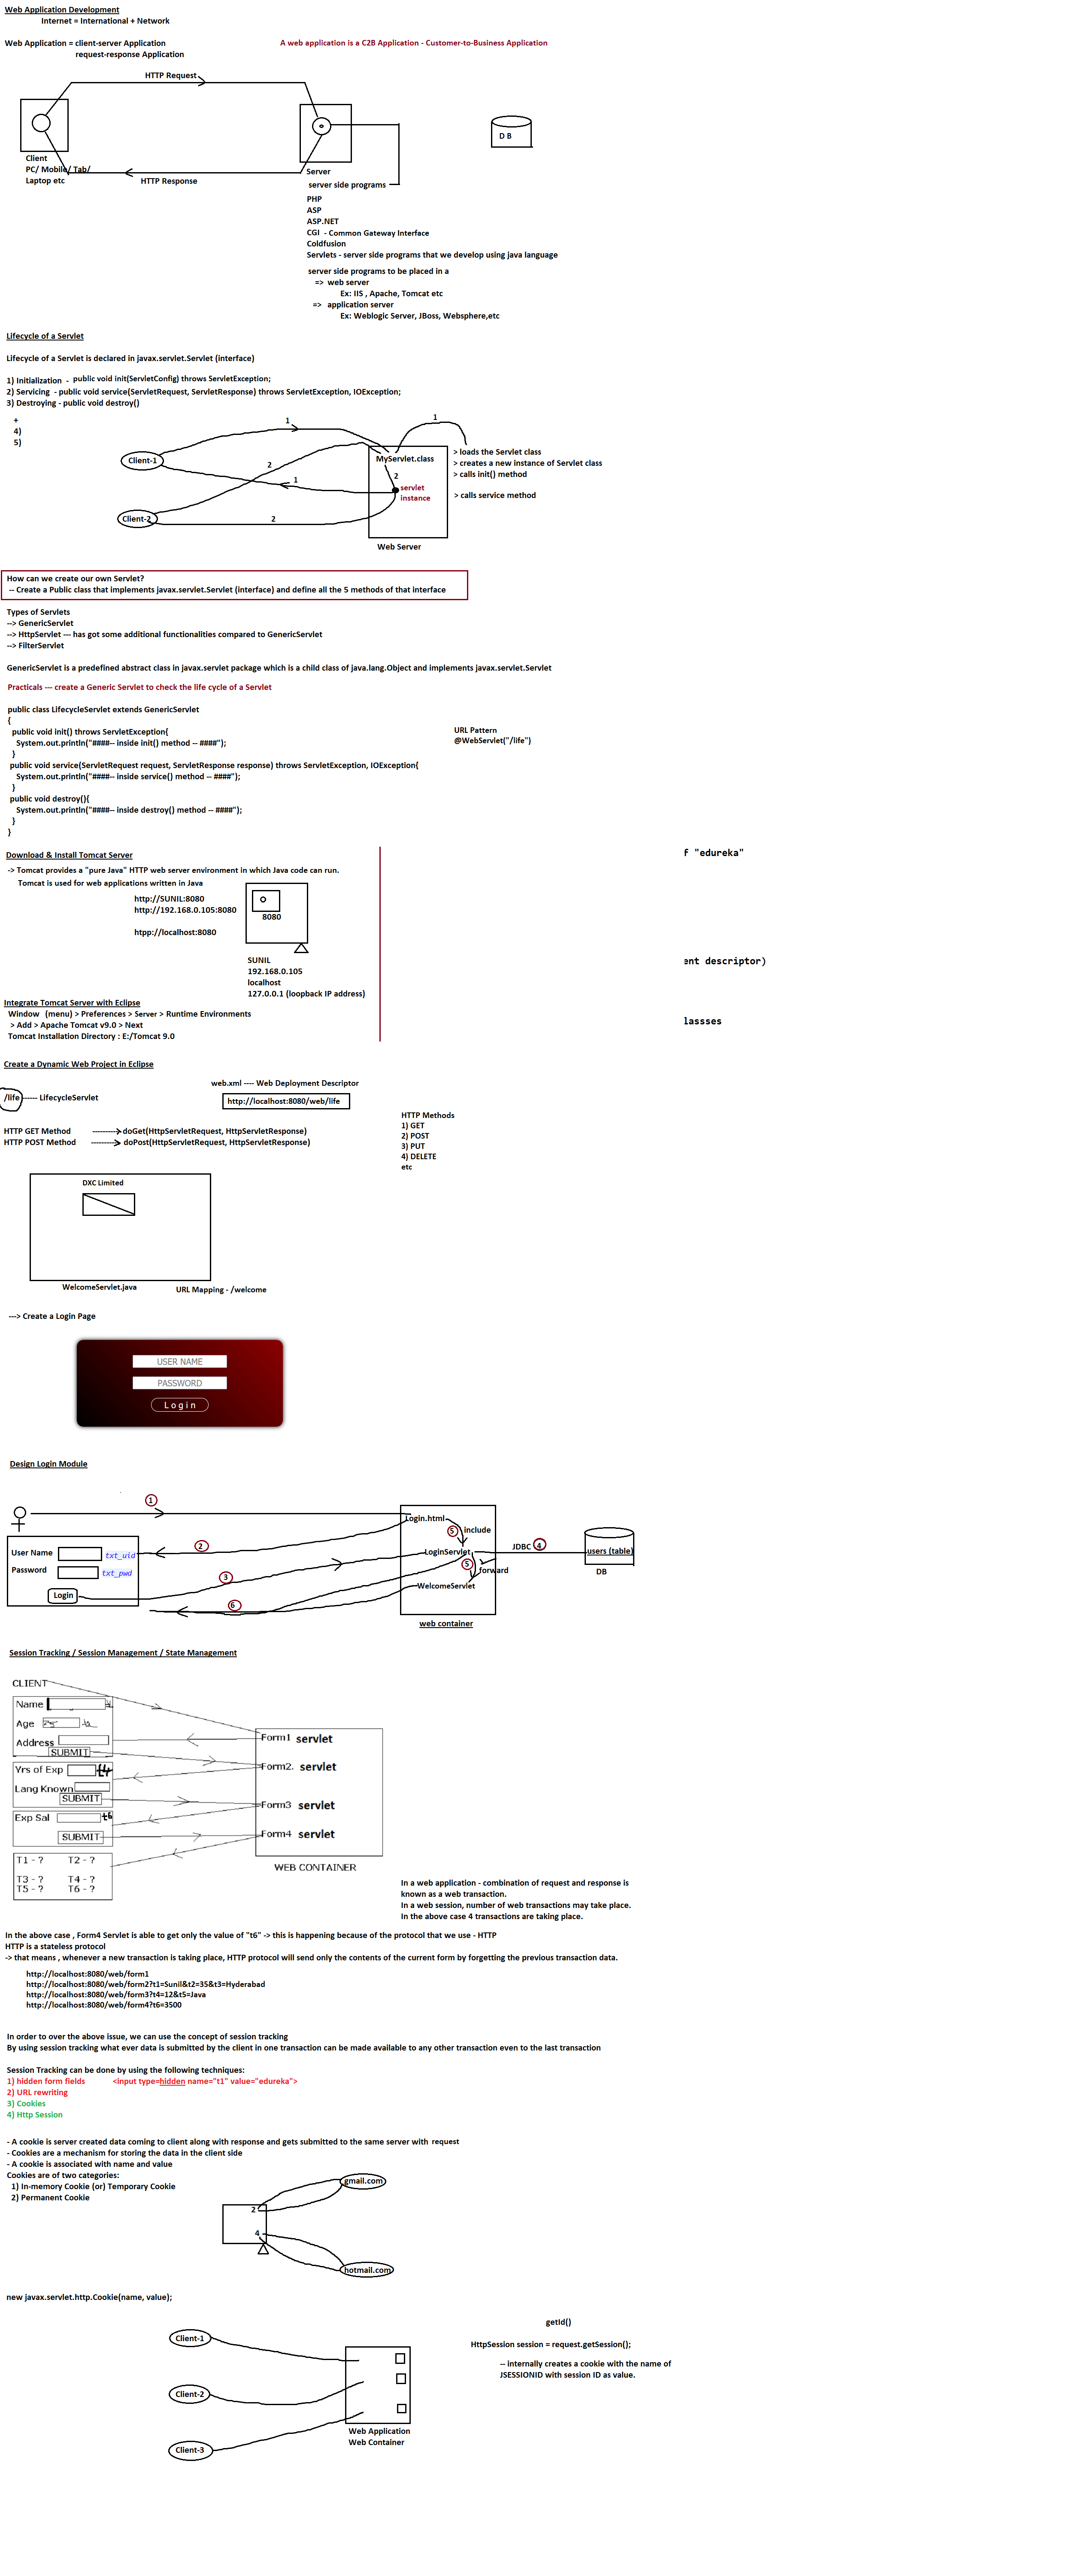 Web Application Development
Internet = International + Network
Web Application = client-server Application
request-response Application
A web application is a C2B Application - Customer-to-Business Application
HTTP Request
D B
Client
PC/ Mobile/ Tab/
Laptop etc
HTTP Response
Server
server side programs
PHP
ASP
ASP.NET
CGI - Common Gateway Interface
Coldfusion
Servlets - server side programs that we develop using java language
server side programs to be placed in a
=> web server
Ex: IIS , Apache, Tomcat etc
=> application server
Ex: Weblogic Server, JBoss, Websphere,etc
Lifecycle of a Servlet
Lifecycle of a Servlet is declared in javax.servlet.Servlet (interface)
1) Initialization - public void init(ServletConfig) throws ServletException;
2) Servicing - public void service(ServletRequest, ServletResponse) throws ServletException, IOException;
3) Destroying - public void destroy()
+
4)
5)
1
1
Client-1
MyServlet.class
> loads the Servlet class
> creates a new instance of Servlet class
> calls init() method
2
2
1
servlet
instance
> calls service method
Client-2
2
Web Server
How can we create our own Servlet?
-- Create a Public class that implements javax.servlet.Servlet (interface) and define all the 5 methods of that interface
Types of Servlets
--> GenericServlet
--> HttpServlet --- has got some additional functionalities compared to GenericServlet
--> FilterServlet
GenericServlet is a predefined abstract class in javax.servlet package which is a child class of java.lang.Object and implements javax.servlet.Servlet
Practicals --- create a Generic Servlet to check the life cycle of a Servlet
public class LifecycleServlet extends GenericServlet
{
public void init() throws ServletException{
System.out.println("####-- inside init() method -- ####");
}
public void service(ServletRequest request, ServletResponse response) throws ServletException, IOException{
System.out.println("####-- inside service() method -- ####");
}
public void destroy(){
System.out.println("####-- inside destroy() method -- ####");
}
}
URL Pattern
@WebServlet("/life")
Download & Install Tomcat Server
f "edureka"
-> Tomcat provides a "pure Java" HTTP web server environment in which Java code can run.
Tomcat is used for web applications written in Java
http://SUNIL:8080
http://192.168.0.105:8080
8080
htpp://localhost:8080
SUNIL
192.168.0.105
localhost
127.0.0.1 (loopback IP address)
ent descriptor)
Integrate Tomcat Server with Eclipse
Window (menu) > Preferences > Server > Runtime Environments
> Add > Apache Tomcat v9.0 > Next
Tomcat Installation Directory : E:/Tomcat 9.0
lassses
Create a Dynamic Web Project in Eclipse
web.xml ---- Web Deployment Descriptor
/life ------ LifecycleServlet
http://localhost:8080/web/life
HTTP GET Method ---------> doGet(HttpServletRequest, HttpServletResponse)
HTTP POST Method ---------> doPost(HttpServletRequest, HttpServletResponse)
HTTP Methods
1) GET
2) POST
3) PUT
4) DELETE
etc
DXC Limited
WelcomeServlet.java
URL Mapping - /welcome
---> Create a Login Page
USER NAME
PASSWORD
Login
Design Login Module
1
Login.html
5
include
User Name
txt_uid
2
LoginServlet
JDBC
4
users (table)
Password
txt_pwd
5
forward
DB
3
WelcomeServlet
Login
6
web container
Session Tracking / Session Management / State Management
CLIENT
Name
Age
Address
SUBMIT
Form1 servlet
Yrs of Exp
t4
Lang Known
SUBMIT
Form2. servlet
Exp Sal
t6
SUBMIT
Form3 servlet
Form4 servlet
T1 - ? T2 - ?
T3 - ? T4 - ?
T5 - ? T6 - ?
WEB CONTAINER
In a web application - combination of request and response is
known as a web transaction.
In a web session, number of web transactions may take place.
In the above case 4 transactions are taking place.
In the above case , Form4 Servlet is able to get only the value of "t6" -> this is happening because of the protocol that we use - HTTP
HTTP is a stateless protocol
-> that means , whenever a new transaction is taking place, HTTP protocol will send only the contents of the current form by forgetting the previous transaction data.
http://localhost:8080/web/form1
http://localhost:8080/web/form2?t1=Sunil&t2=35&t3=Hyderabad
http://localhost:8080/web/form3?t4=12&t5=Java
http://localhost:8080/web/form4?t6=3500
In order to over the above issue, we can use the concept of session tracking
By using session tracking what ever data is submitted by the client in one transaction can be made available to any other transaction even to the last transaction
Session Tracking can be done by using the following techniques:
1) hidden form fields <input type=hidden name="t1" value="edureka">
2) URL rewriting
3) Cookies
4) Http Session
- A cookie is server created data coming to client along with response and gets submitted to the same server with request
- Cookies are a mechanism for storing the data in the client side
- A cookie is associated with name and value
Cookies are of two categories:
1) In-memory Cookie (or) Temporary Cookie
2) Permanent Cookie
gmail.com
2
4
hotmail.com
new javax.servlet.http.Cookie(name, value);
getId()
Client-1
HttpSession session = request.getSession();
-- internally creates a cookie with the name of
JSESSIONID with session ID as value.
Client-2
Web Application
Web Container
Client-3